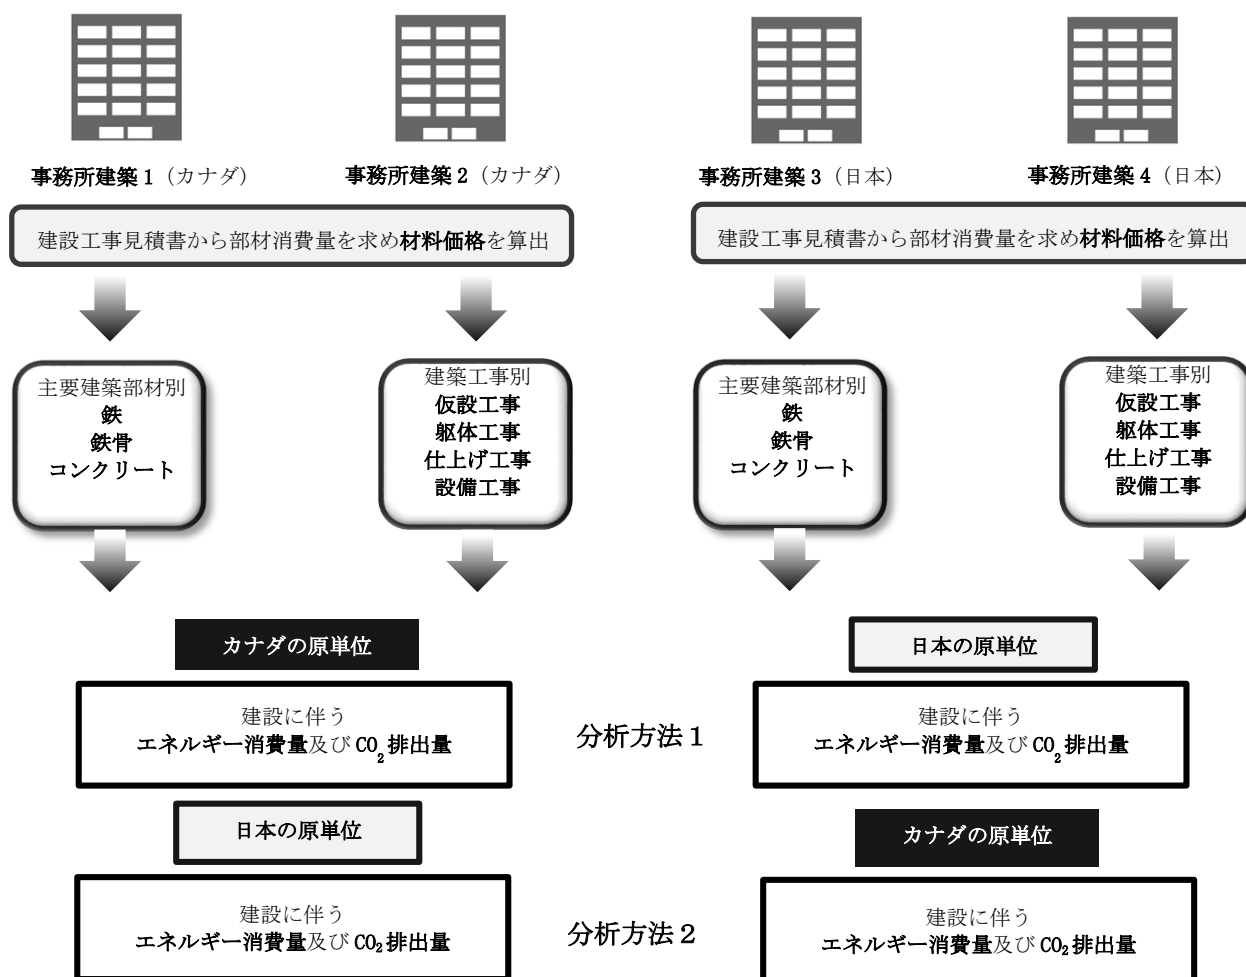 事務所建築 1（カナダ）
事務所建築 2（カナダ）
事務所建築 3（日本）
事務所建築 4（日本）
建設工事見積書から部材消費量を求め材料価格を算出
建設工事見積書から部材消費量を求め材料価格を算出
主要建築部材別
鉄
鉄骨
コンクリート
建築工事別
仮設工事
躯体工事
仕上げ工事
設備工事
主要建築部材別
鉄
鉄骨
コンクリート
建築工事別
仮設工事
躯体工事
仕上げ工事
設備工事
カナダの原単位
日本の原単位
建設に伴う
エネルギー消費量及び CO₂排出量
分析方法１
建設に伴う
エネルギー消費量及び CO₂排出量
日本の原単位
カナダの原単位
建設に伴う
エネルギー消費量及び CO₂排出量
分析方法２
建設に伴う
エネルギー消費量及び CO₂排出量